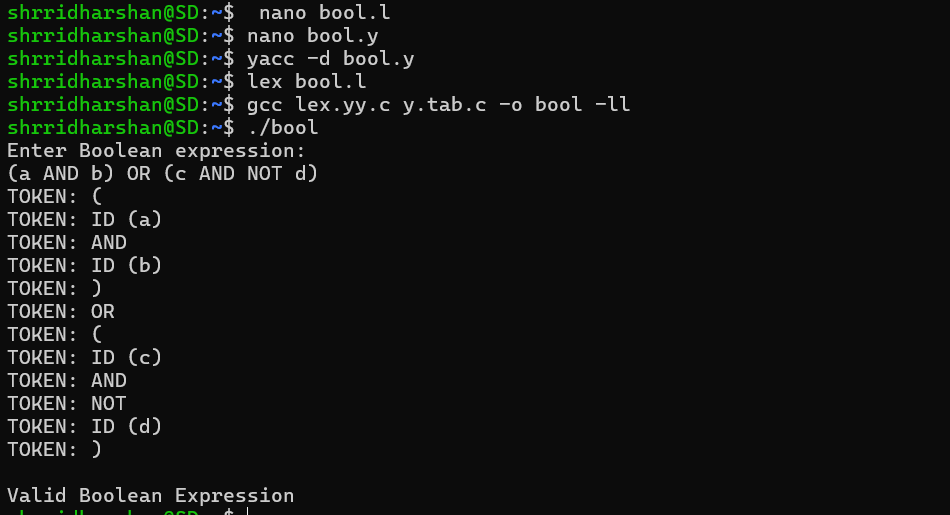 shrridharshan@SD:~$  nano bool.l
shrridharshan@SD:~$ nano bool.y
shrridharshan@SD:~$ yacc -d bool.y
shrridharshan@SD:~$ lex bool.l
shrridharshan@SD:~$ gcc lex.yy.c y.tab.c -o bool -ll
shrridharshan@SD:~$ ./bool
Enter Boolean expression:
(a AND b) OR (c AND NOT d)
TOKEN: (
TOKEN: ID (a)
TOKEN: AND
TOKEN: ID (b)
TOKEN: )
TOKEN: OR
TOKEN: (
TOKEN: ID (c)
TOKEN: AND
TOKEN: NOT
TOKEN: ID (d)
TOKEN: )

Valid Boolean Expression
shrridharshan@SD:~$